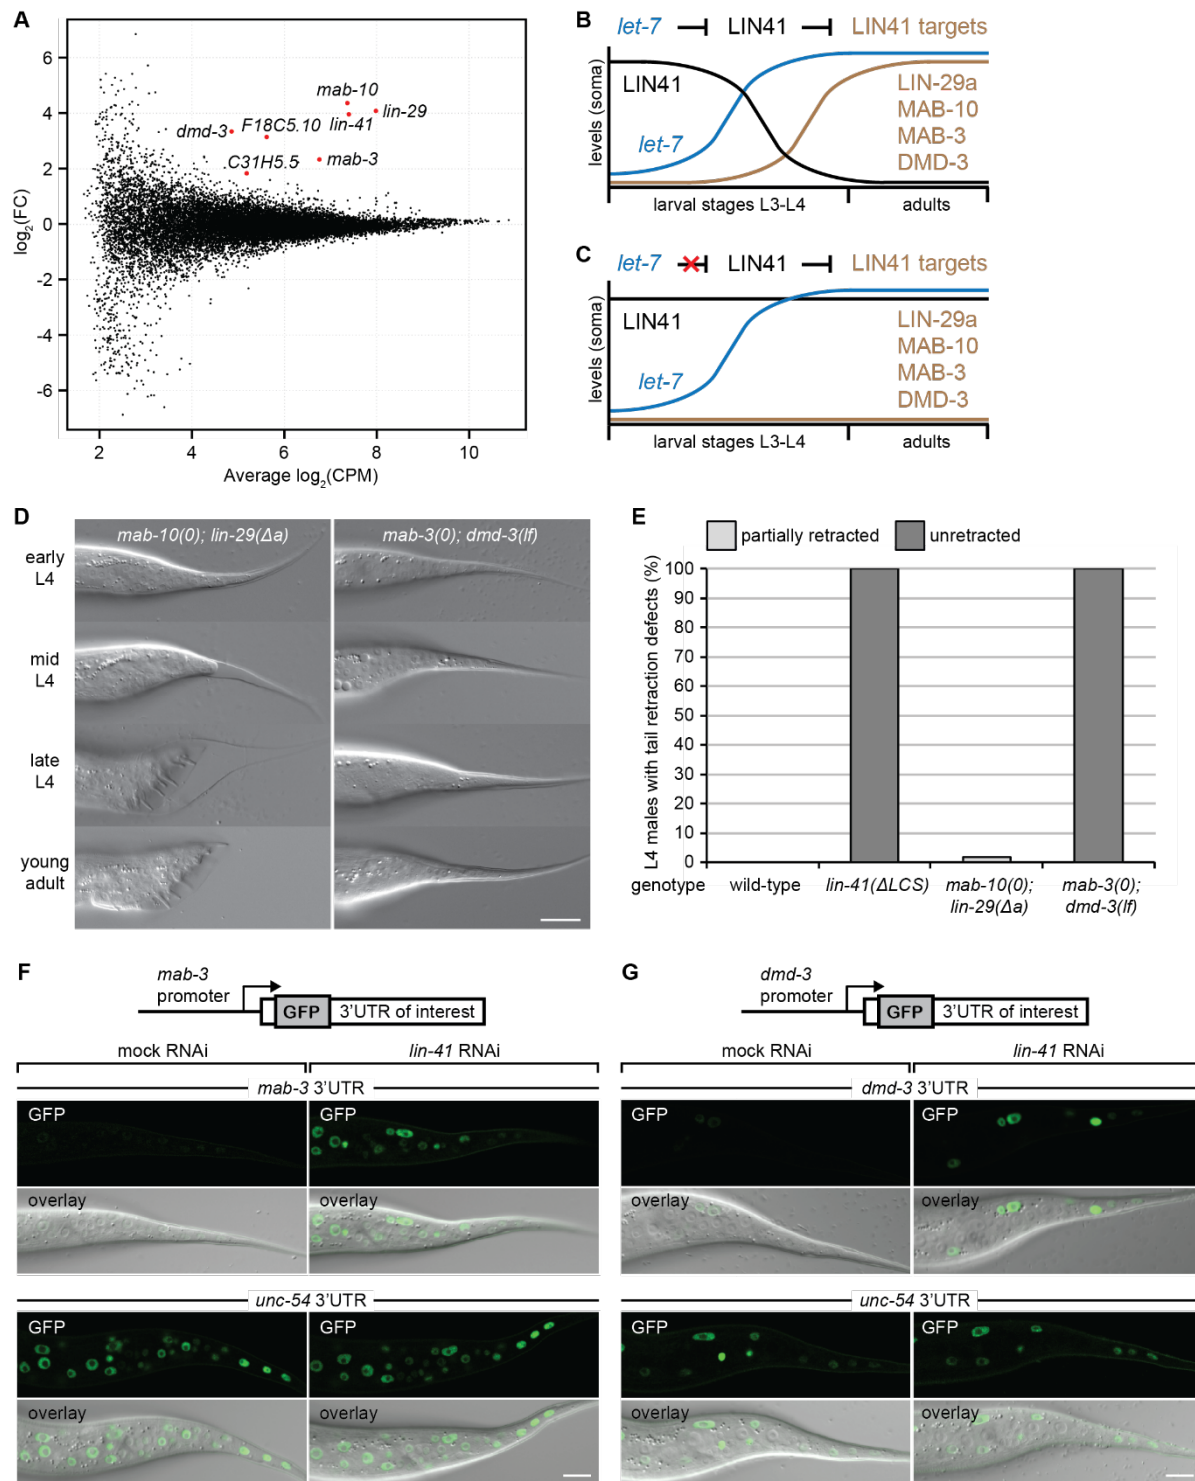 A
log2(FC)
6
4
2
0
-2
-4
-6
mab-10
lin-29
dmd-3
F18C5.10
lin-41
C31H5.5
mab-3
2
4
6
8
10
Average log2(CPM)
B
let-7
LIN41
LIN41 targets
levels (soma)
LIN41
let-7
LIN-29a
MAB-10
MAB-3
DMD-3
larval stages L3-L4
adults
C
let-7
LIN41
LIN41 targets
levels (soma)
LIN41
let-7
LIN-29a
MAB-10
MAB-3
DMD-3
larval stages L3-L4
adults
D
mab-10(0); lin-29(Δa)
mab-3(0); dmd-3(lf)
early
L4
mid
L4
late
L4
young
adult
E
partially retracted
unretracted
L4 males with tail retraction defects (%)
100
90
80
70
60
50
40
30
20
10
0
genotype
wild-type
lin-41(ΔLCS)
mab-10(0);
lin-29(Δa)
mab-3(0);
dmd-3(lf)
F
mab-3
promoter
GFP
3'UTR of interest
mock RNAi
lin-41 RNAi
mab-3 3'UTR
GFP
GFP
overlay
overlay
unc-54 3'UTR
GFP
GFP
overlay
overlay
G
dmd-3
promoter
GFP
3'UTR of interest
mock RNAi
lin-41 RNAi
dmd-3 3'UTR
GFP
GFP
overlay
overlay
unc-54 3'UTR
GFP
GFP
overlay
overlay